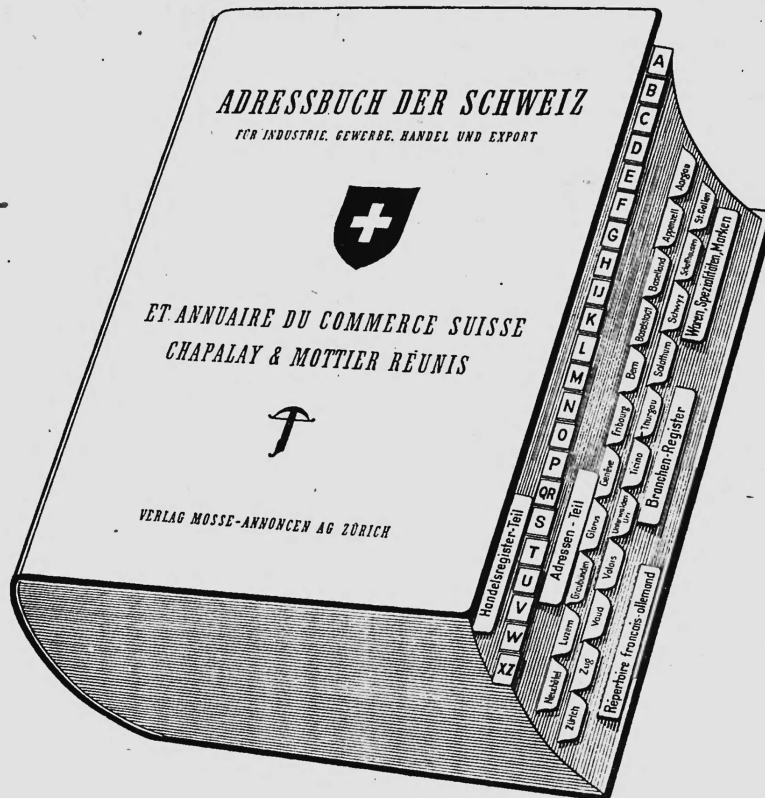 ADRESSBUCH DER SCHWEIZ
FÜR INDUSTRIE, GEWERBE, HANDEL UND EXPORT
ET ANNUAIRE DU COMMERCE SUISSE
CHAPALAY & MOTTIER RÉUNIS
VERLAG MOSSE-ANNONCEN AG ZÜRICH
Handelsregister-Teil
A
B
C
D
E
F
G
H
IJ
K
L
M
N
O
P
QR
S
T
U
V
W
XZ
Adressen-Teil
Aargau
Appenzell
Baselland
Baselstadt
Bern
Fribourg
Genève
Glarus
Graubünden
Luzern
Neuchâtel
St.Gallen
Schaffhausen
Schwyz
Solothurn
Thurgau
Ticino
Unterwalden
Uri
Valais
Vaud
Zug
Zürich
Waren, Spezialitäten, Marken
Branchen-Register
Répertoire français-allemand